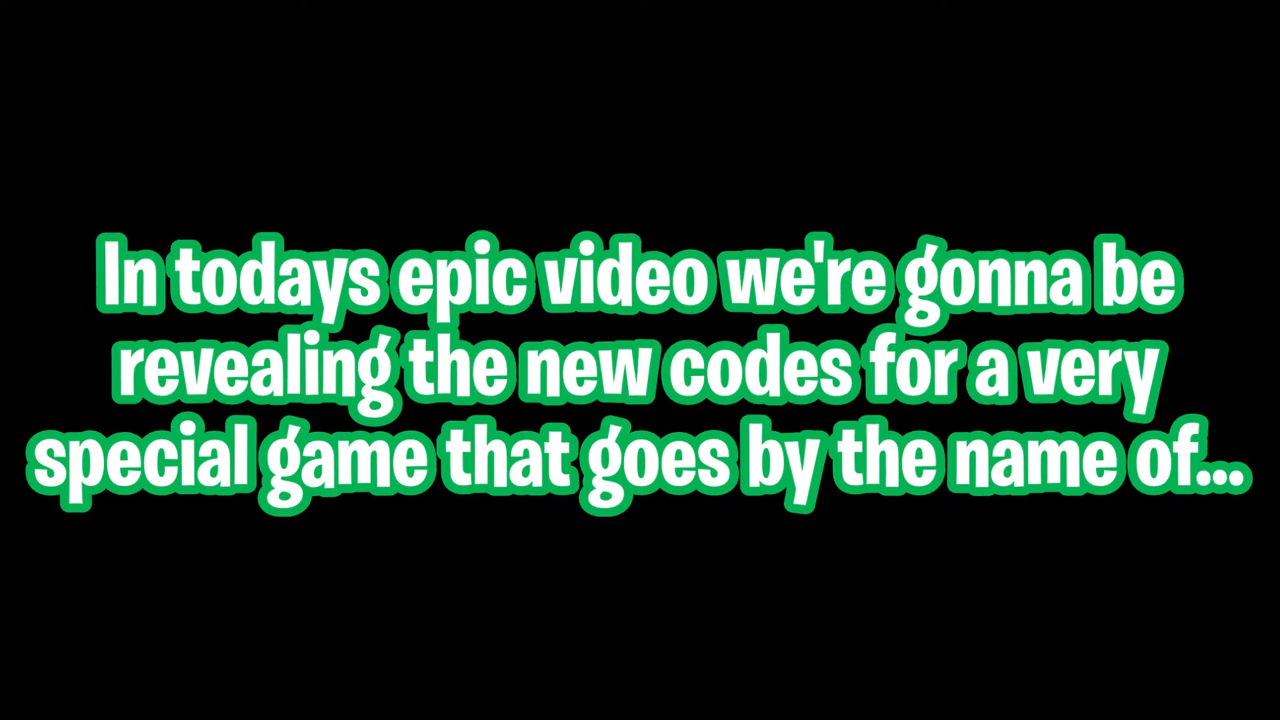 In todays epic video we're gonna be
revealing the new codes for a very
special game that goes by the name of...